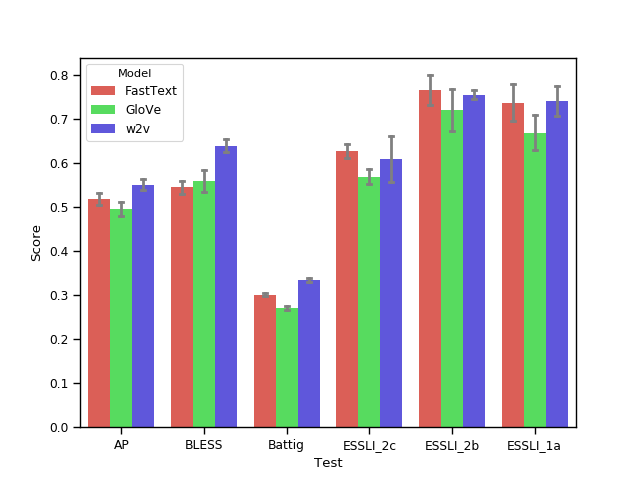 Model
FastText
GloVe
w2v
0.8
0.7
0.6
0.5
0.4
0.3
0.2
0.1
0.0
Score
AP BLESS Battig ESSLI_2c ESSLI_2b ESSLI_1a
Test